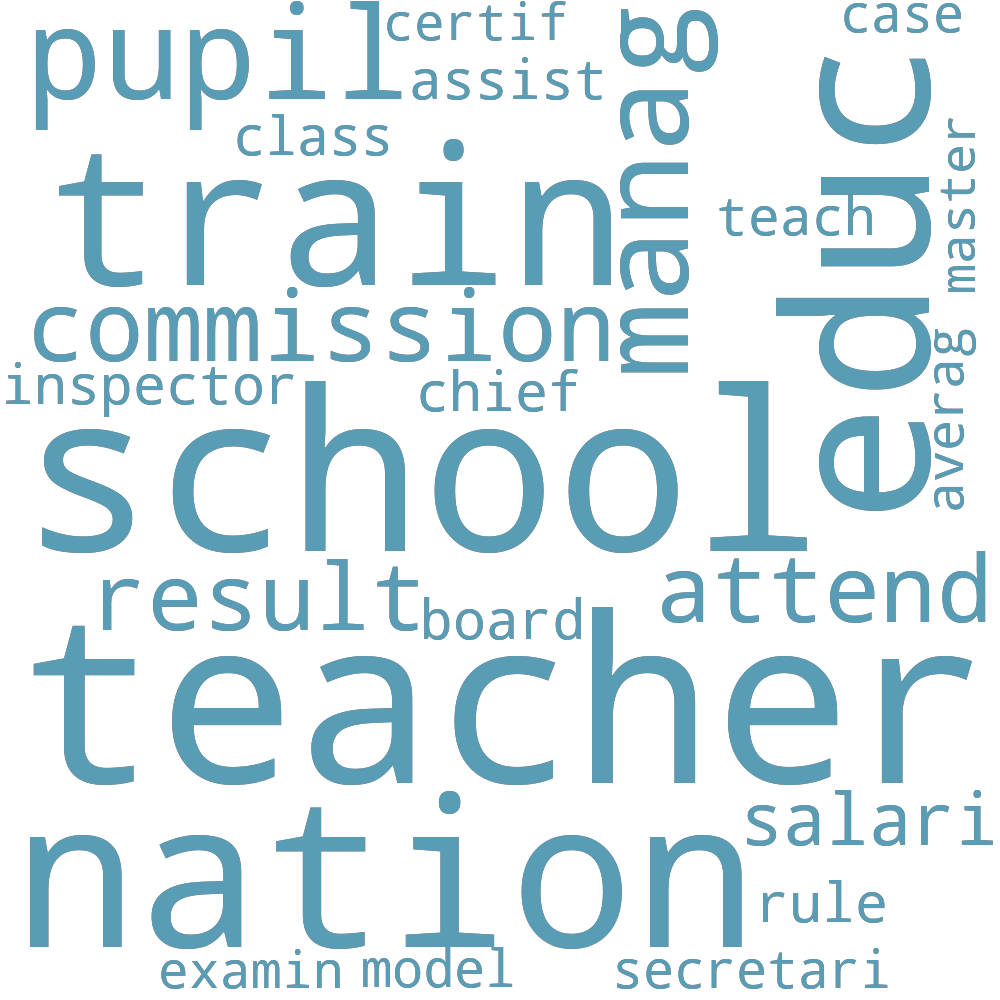 pupil
certif
case
assist
class
manag
educ
train
teach
master
commission
averag
inspector
chief
school
result
board
attend
teacher
nation
salari
rule
examin
model
secretari